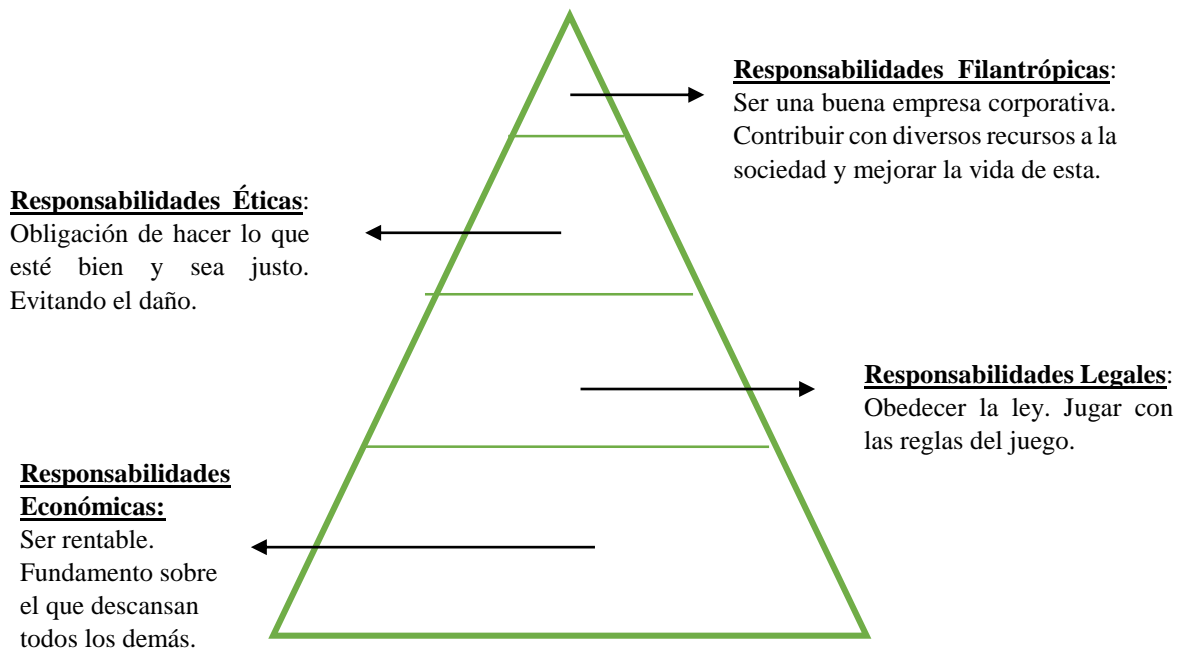 Responsabilidades Filantrópicas:
Ser una buena empresa corporativa.
Contribuir con diversos recursos a la
sociedad y mejorar la vida de esta.
Responsabilidades Éticas:
Obligación de hacer lo que
esté bien y sea justo.
Evitando el daño.
Responsabilidades Legales:
Obedecer la ley. Jugar con
las reglas del juego.
Responsabilidades
Económicas:
Ser rentable.
Fundamento sobre
el que descansan
todos los demás.